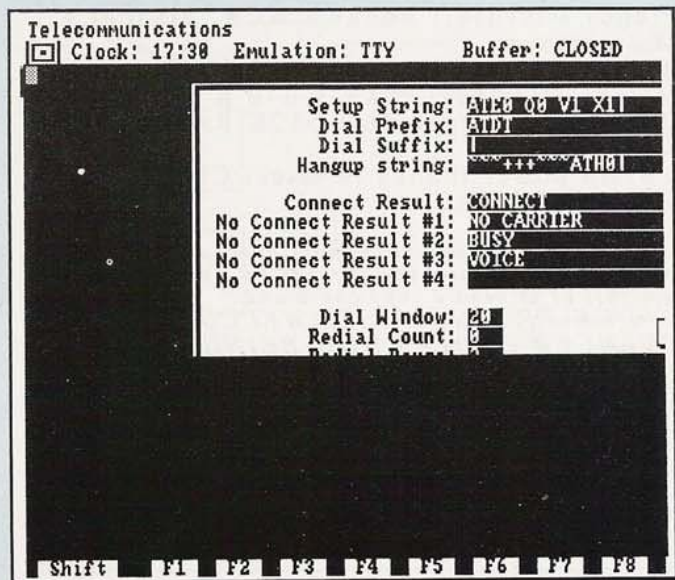 Telecommunications
Clock: 17:30 Emulation: TTY Buffer: CLOSED
Setup String: ATE0 Q0 V1 X1|
Dial Prefix: ATDT
Dial Suffix: |
Hangup string: ~~~+++~~~ATH0|
Connect Result: CONNECT
No Connect Result #1: NO CARRIER
No Connect Result #2: BUSY
No Connect Result #3: VOICE
No Connect Result #4:
Dial Window: 20
Redial Count: 0
Shift F1 F2 F3 F4 F5 F6 F7 F8